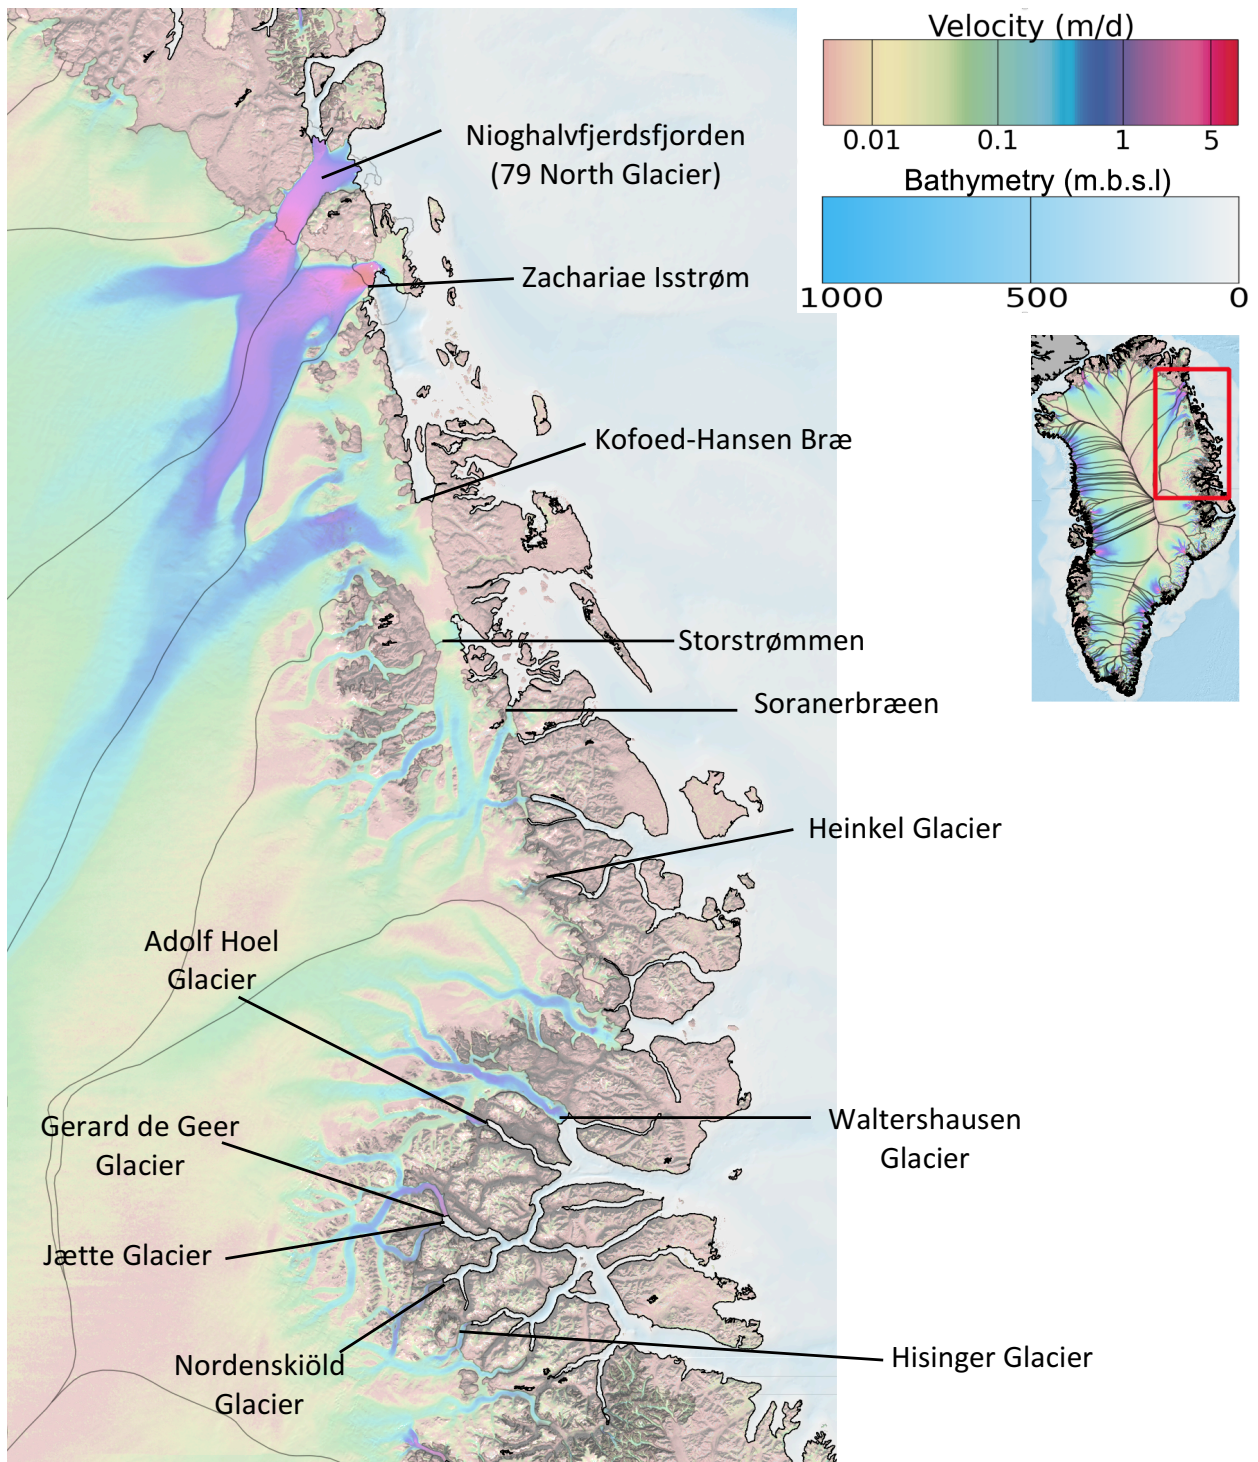 Velocity (m/d)
0.01 0.1 1 5
Bathymetry (m.b.s.l)
1000 500 0
Nioghalvfjerdsfjorden
(79 North Glacier)
Zachariae Isstrøm
Kofoed-Hansen Bræ
Storstrømmen
Soranerbræen
Heinkel Glacier
Adolf Hoel
Glacier
Gerard de Geer
Glacier
Waltershausen
Glacier
Jætte Glacier
Nordenskiöld
Glacier
Hisinger Glacier